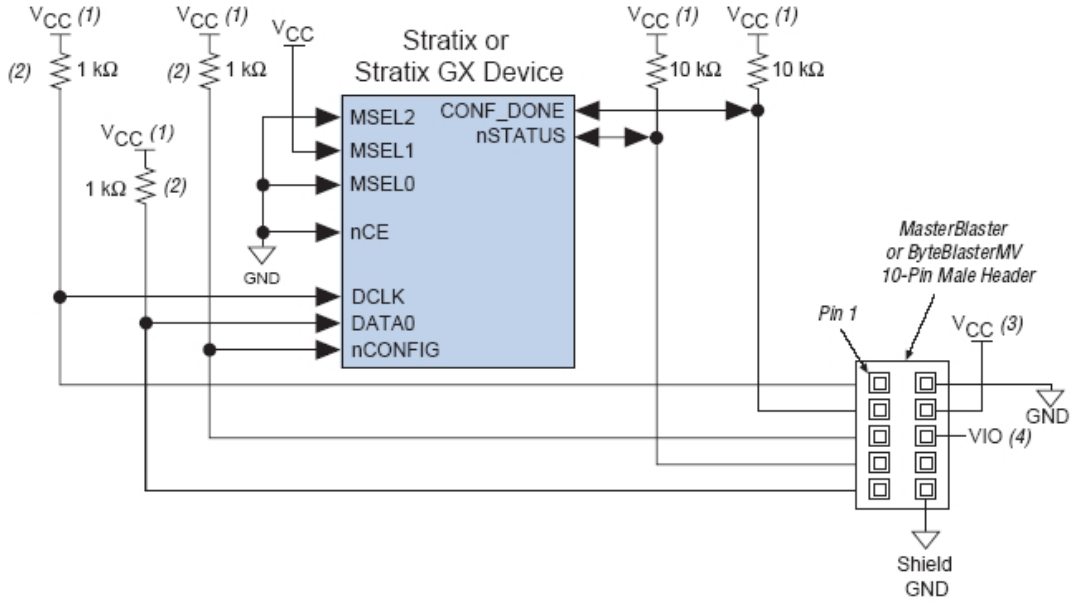 VCC (1)
VCC (1)
VCC
VCC (1)
VCC (1)
(2)
1 kΩ
(2)
1 kΩ
Stratix or
Stratix GX Device
10 kΩ
10 kΩ
VCC (1)
1 kΩ
(2)
MSEL2
MSEL1
MSEL0
nCE
DCLK
DATA0
nCONFIG
CONF_DONE
nSTATUS
GND
MasterBlaster
or ByteBlasterMV
10-Pin Male Header
Pin 1
VCC (3)
GND
VIO (4)
Shield
GND